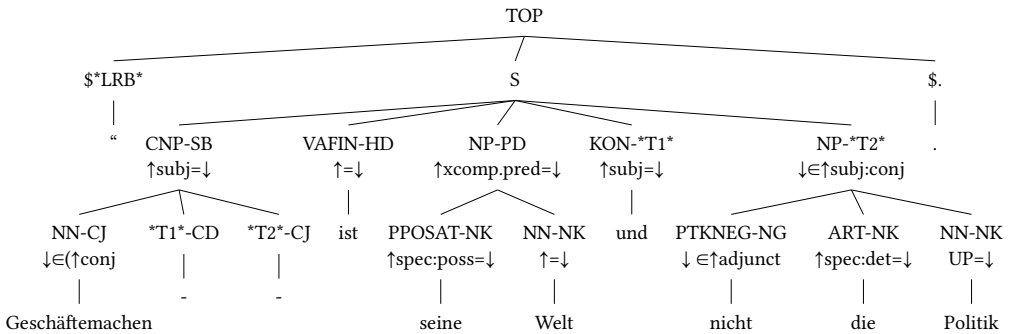 TOP
$*LRB* S $.
“ CNP-SB VAFIN-HD NP-PD KON-*T1* NP-*T2* .
↑subj=↓ ↑=↓ ↑xcomp.pred=↓ ↑subj=↓ ↓∈↑subj:conj
NN-CJ *T1*-CD *T2*-CJ ist PPOSAT-NK NN-NK und PTKNEG-NG ART-NK NN-NK
↓∈(↑conj ↑spec:poss=↓ ↑=↓ ↓∈↑adjunct ↑spec:det=↓ UP=↓
- -
Geschäftemachen seine Welt nicht die Politik